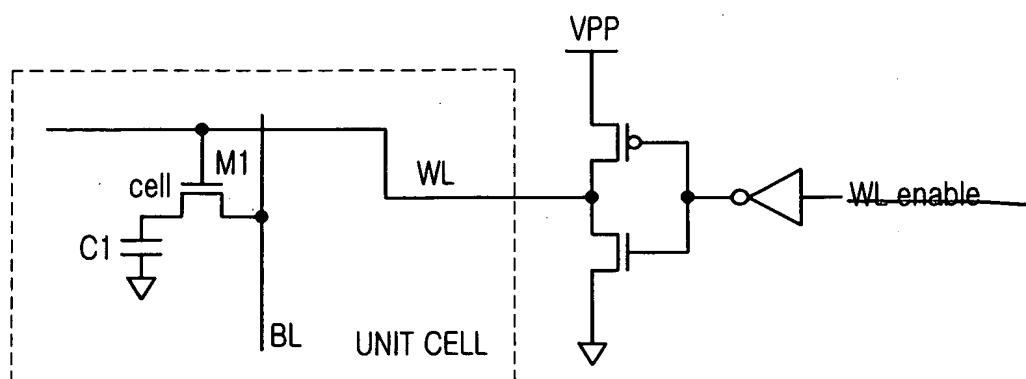 VPP
M1
cell
WL
WL enable
C1
BL
UNIT CELL